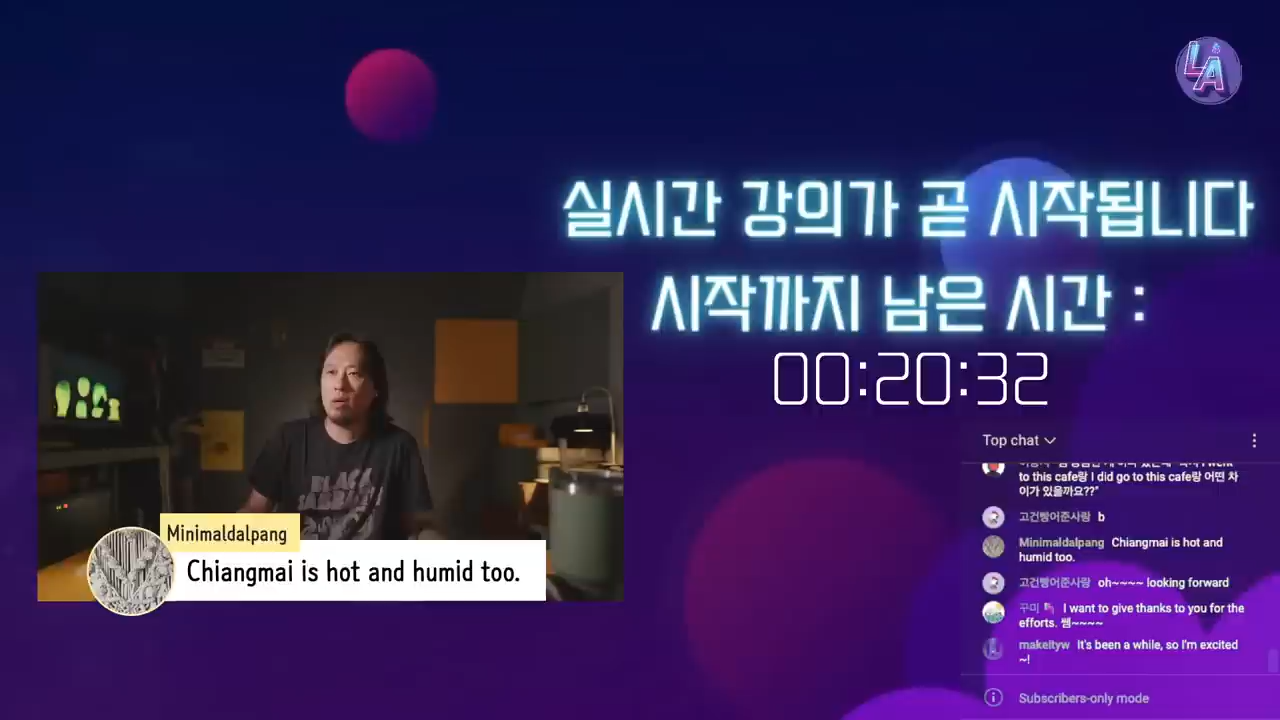 LA
실시간 강의가 곧 시작됩니다
시작까지 남은 시간 :
00:20:32
BLACK
SABBATH
Minimaldalpang
Chiangmai is hot and humid too.
Top chat
to this cafe랑 I did go to this cafe랑 어떤 차
이가 있을까요??"
고건빵어준사랑 b
Minimaldalpang Chiangmai is hot and
humid too.
고건빵어준사랑 oh~~~~ looking forward
꾸미 I want to give thanks to you for the
efforts. 쌤~~~~
makeityw It's been a while, so I'm excited
~!
Subscribers-only mode